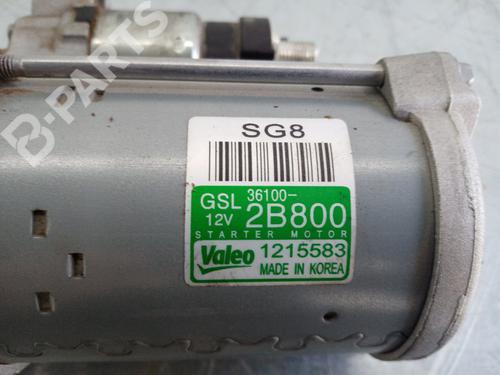 B-PARTS
SG8
GSL 36100-
12V 2B800
STARTER MOTOR
Valeo 1215583
MADE IN KOREA